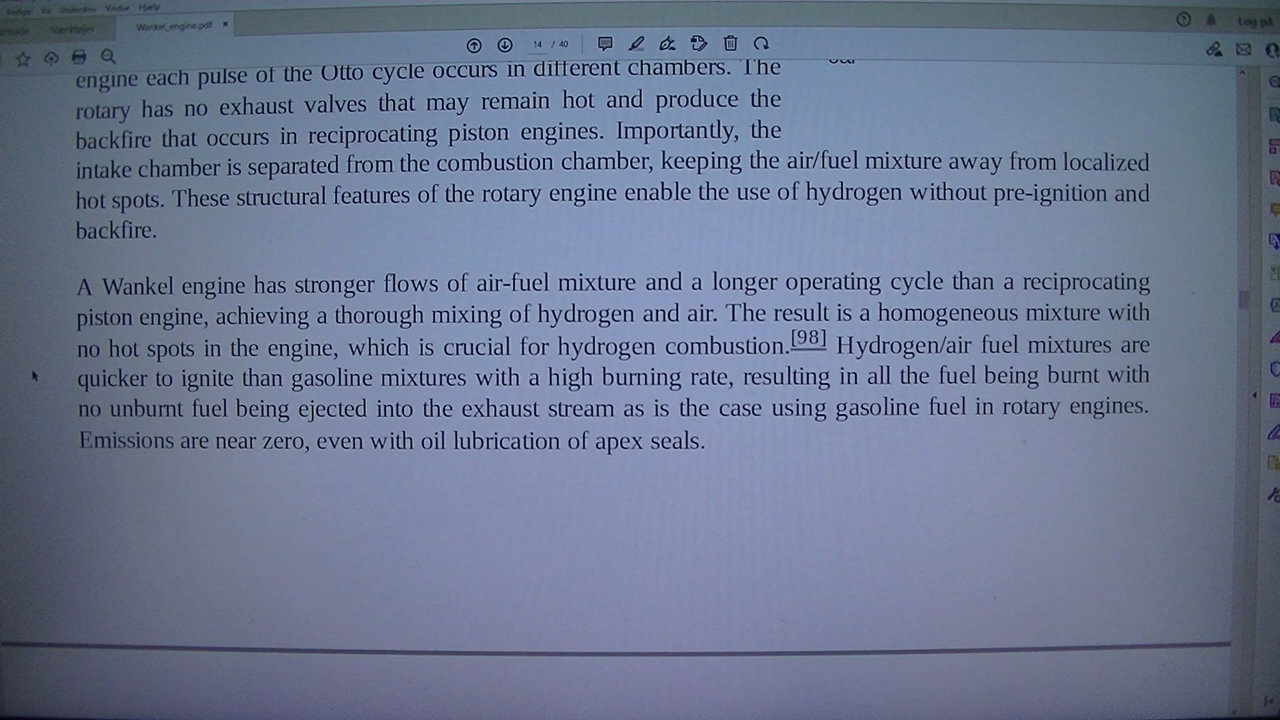 Vindue Hjælp
Værktøjer
Wankel_engine.pdf ×
Log på
14 / 40
engine each pulse of the Otto cycle occurs in different chambers. The
rotary has no exhaust valves that may remain hot and produce the
backfire that occurs in reciprocating piston engines. Importantly, the
intake chamber is separated from the combustion chamber, keeping the air/fuel mixture away from localized
hot spots. These structural features of the rotary engine enable the use of hydrogen without pre-ignition and
backfire.
A Wankel engine has stronger flows of air-fuel mixture and a longer operating cycle than a reciprocating
piston engine, achieving a thorough mixing of hydrogen and air. The result is a homogeneous mixture with
no hot spots in the engine, which is crucial for hydrogen combustion.[98] Hydrogen/air fuel mixtures are
quicker to ignite than gasoline mixtures with a high burning rate, resulting in all the fuel being burnt with
no unburnt fuel being ejected into the exhaust stream as is the case using gasoline fuel in rotary engines.
Emissions are near zero, even with oil lubrication of apex seals.